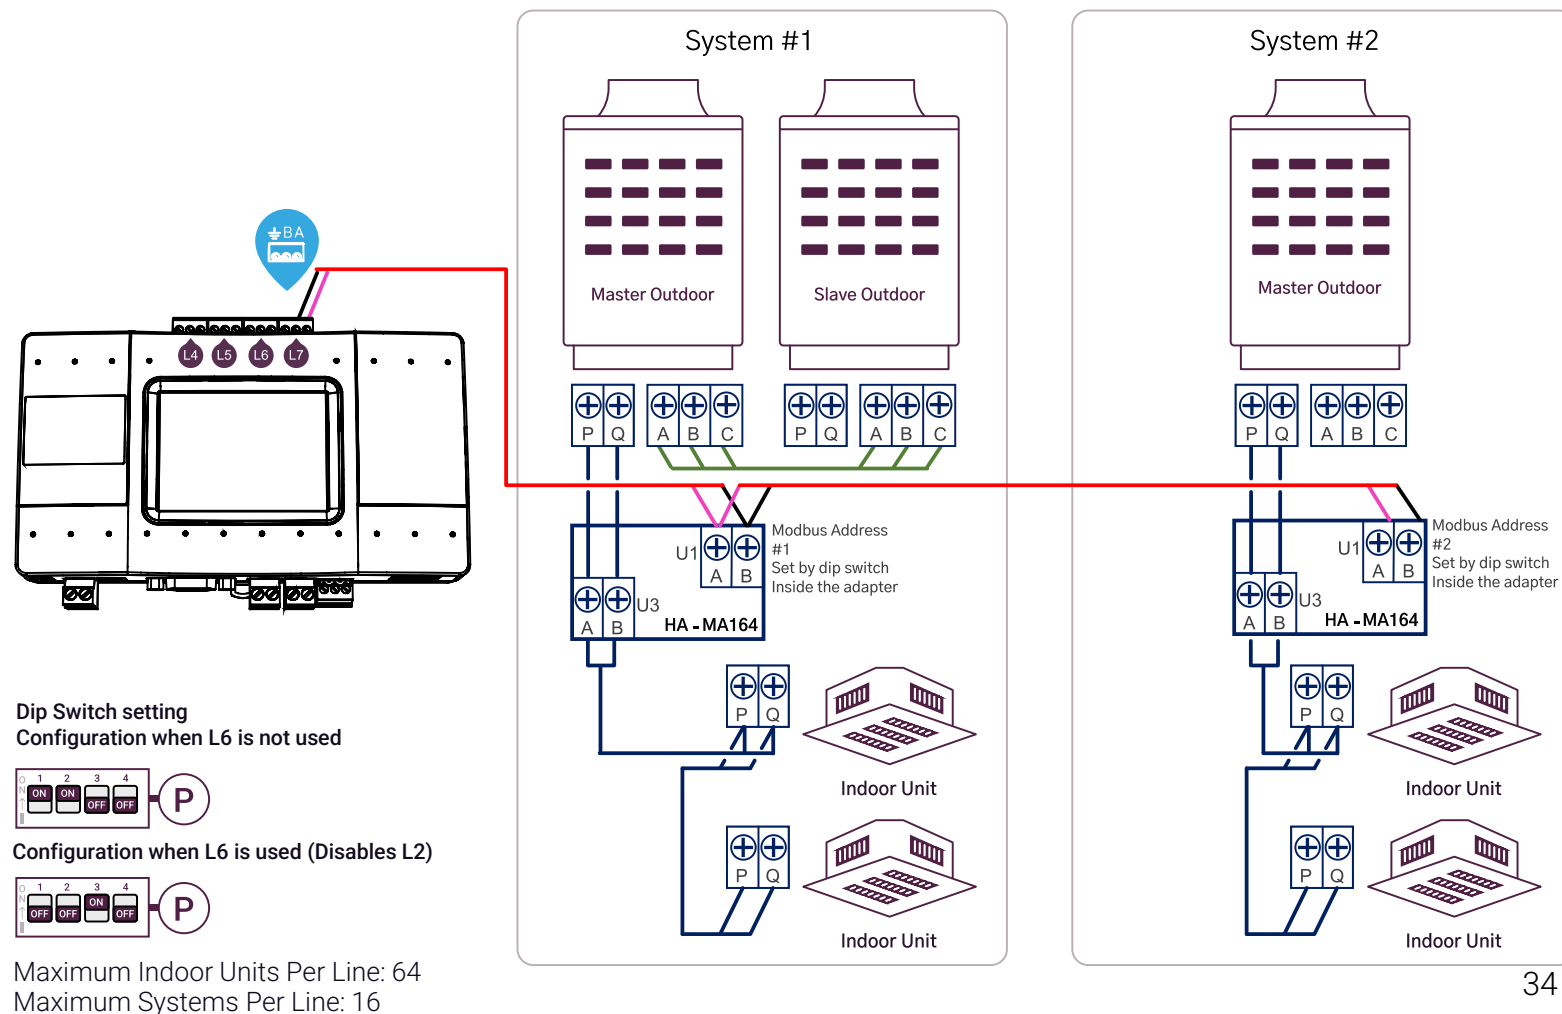 System #1
System #2
BA
Master Outdoor
Slave Outdoor
Master Outdoor
L4 L5 L6 L7
P Q A B C
P Q A B C
P Q A B C
U1
A B
Modbus Address
#1
Set by dip switch
Inside the adapter
U3
A B
HA - MA164
U1
A B
Modbus Address
#2
Set by dip switch
Inside the adapter
U3
A B
HA - MA164
P Q
Indoor Unit
P Q
Indoor Unit
P Q
Indoor Unit
P Q
Indoor Unit
Dip Switch setting
Configuration when L6 is not used
ON 1 2 3 4
ON ON OFF OFF
P
Configuration when L6 is used (Disables L2)
ON 1 2 3 4
OFF OFF ON OFF
P
Maximum Indoor Units Per Line: 64
Maximum Systems Per Line: 16
34